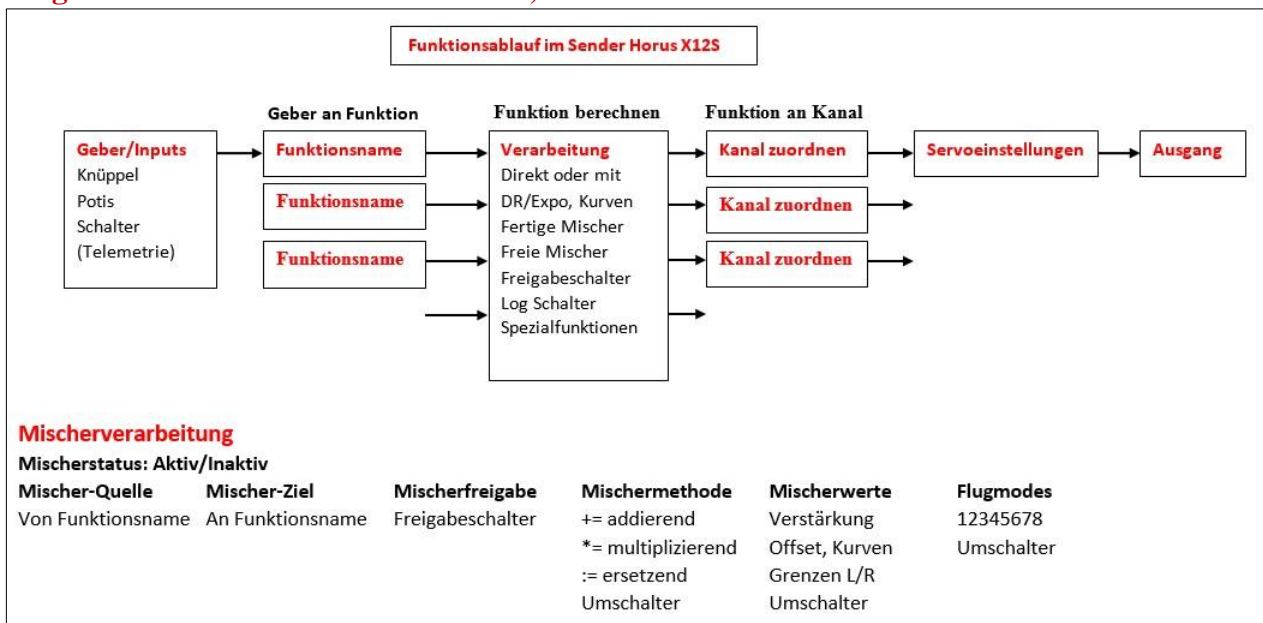 Funktionsablauf im Sender Horus X12S
Geber an Funktion
Funktion berechnen
Funktion an Kanal
Geber/Inputs
Knüppel
Potis
Schalter
(Telemetrie)
Funktionsname
Funktionsname
Funktionsname
Verarbeitung
Direkt oder mit
DR/Expo, Kurven
Fertige Mischer
Freie Mischer
Freigabeschalter
Log Schalter
Spezialfunktionen
Kanal zuordnen
Kanal zuordnen
Kanal zuordnen
Servoeinstellungen
Ausgang
Mischerverarbeitung
Mischerstatus: Aktiv/Inaktiv
Mischer-Quelle Mischer-Ziel Mischerfreigabe Mischermethode Mischerwerte Flugmodes
Von Funktionsname An Funktionsname Freigabeschalter += addierend Verstärkung 12345678
*= multiplizierend Offset, Kurven Umschalter
:= ersetzend Grenzen L/R
Umschalter Umschalter